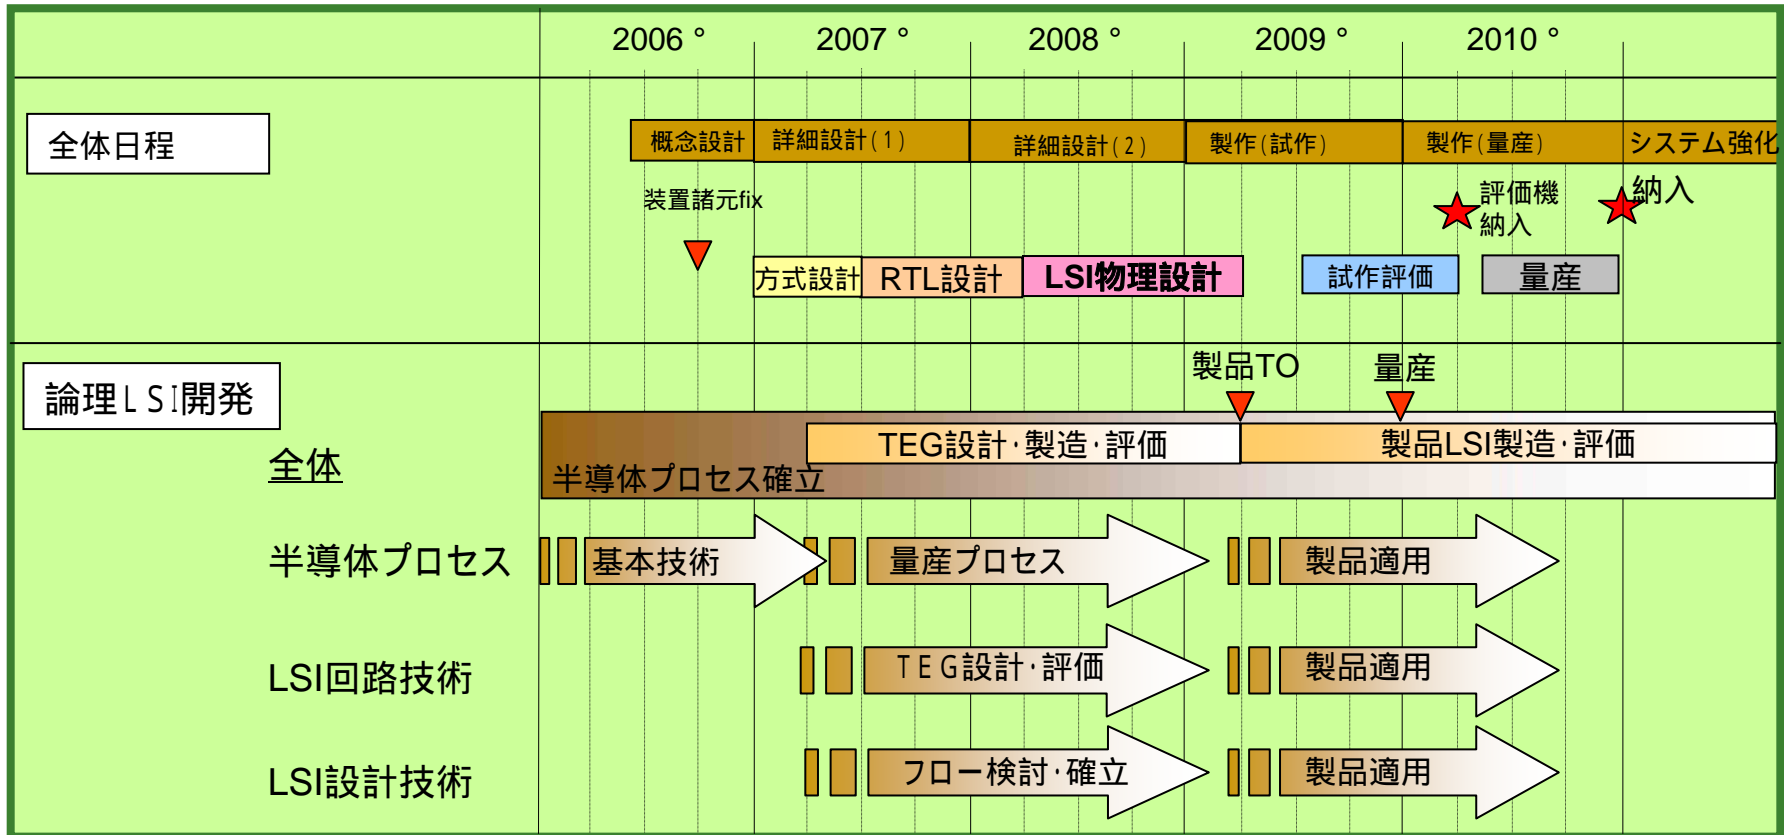 2006 °
2007 °
2008 °
2009 °
2010 °
全体日程
概念設計
詳細設計(1)
詳細設計(2)
製作(試作)
製作(量産)
システム強化
装置諸元fix
評価機
納入
納入
方式設計
RTL設計
LSI物理設計
試作評価
量産
論理LSI開発
製品TO
量産
全体
TEG設計・製造・評価
製品LSI製造・評価
半導体プロセス確立
半導体プロセス
基本技術
量産プロセス
製品適用
LSI回路技術
TEG設計・評価
製品適用
LSI設計技術
フロー検討・確立
製品適用